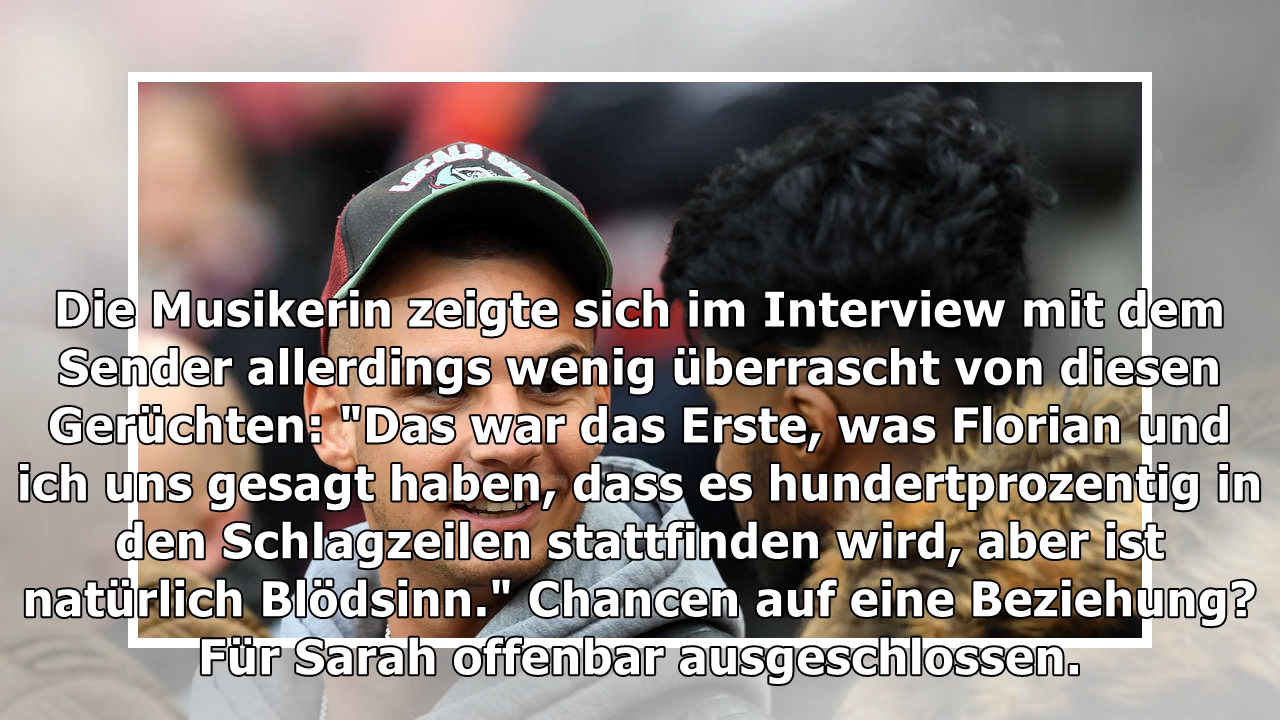 LOCALS ONLY
Die Musikerin zeigte sich im Interview mit dem
Sender allerdings wenig überrascht von diesen
Gerüchten: "Das war das Erste, was Florian und
ich uns gesagt haben, dass es hundertprozentig in
den Schlagzeilen stattfinden wird, aber ist
natürlich Blödsinn." Chancen auf eine Beziehung?
Für Sarah offenbar ausgeschlossen.